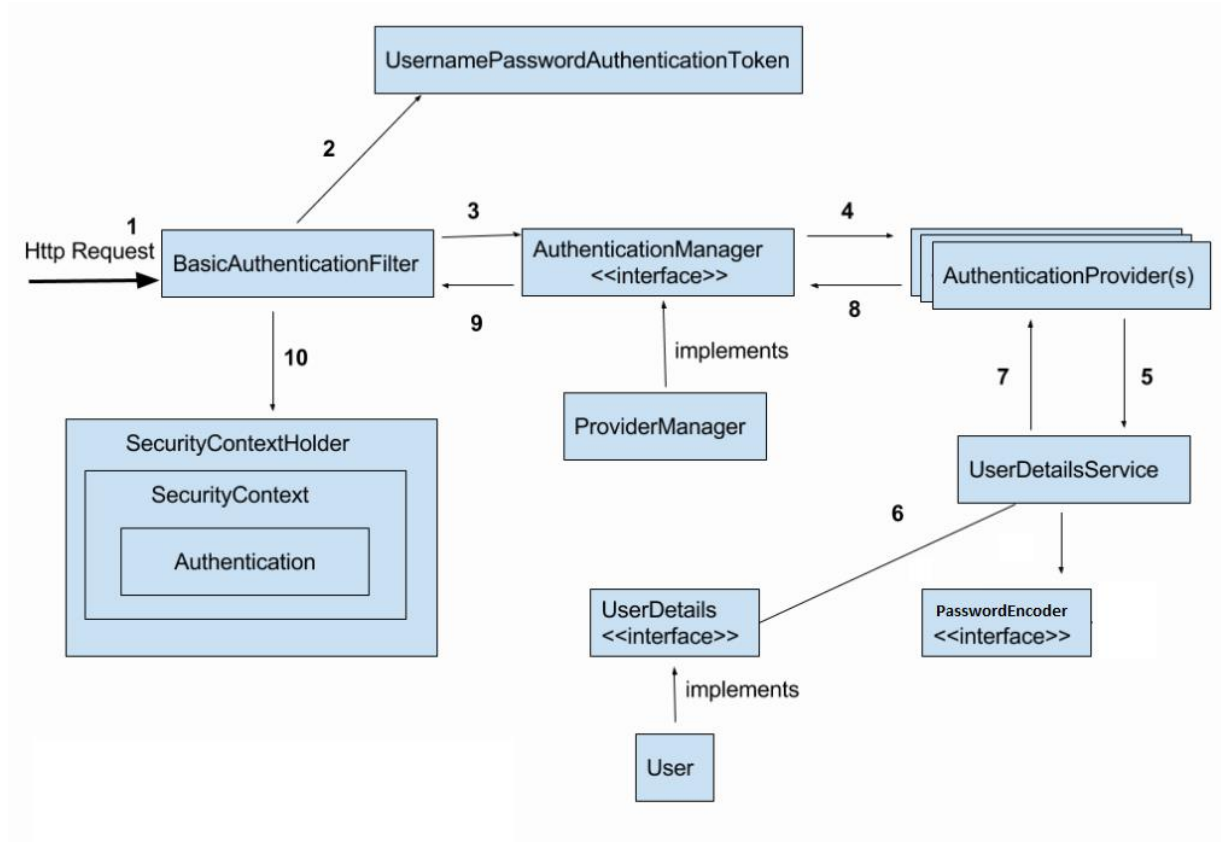 UsernamePasswordAuthenticationToken
2
1
Http Request
BasicAuthenticationFilter
3
AuthenticationManager
<<interface>>
4
AuthenticationProvider(s)
9
8
10
implements
7
5
ProviderManager
SecurityContextHolder
SecurityContext
Authentication
UserDetailsService
6
UserDetails
<<interface>>
PasswordEncoder
<<interface>>
implements
User